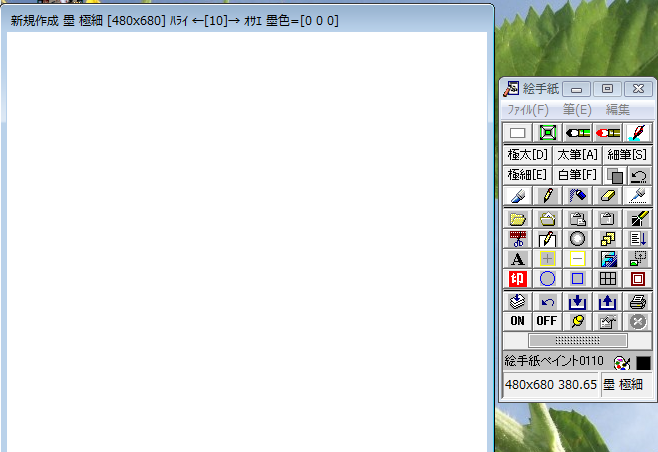 新規作成 墨 極細 [480x680] ﾊﾗｲ ←[10]→ ｵｻｴ 墨色=[0 0 0]
絵手紙
ﾌｧｲﾙ(F) 筆(E) 編集
極太[D] 太筆[A] 細筆[S]
極細[E] 白筆[F]
A
ON OFF
絵手紙ペイント0110
480x680 380.65 墨 極細